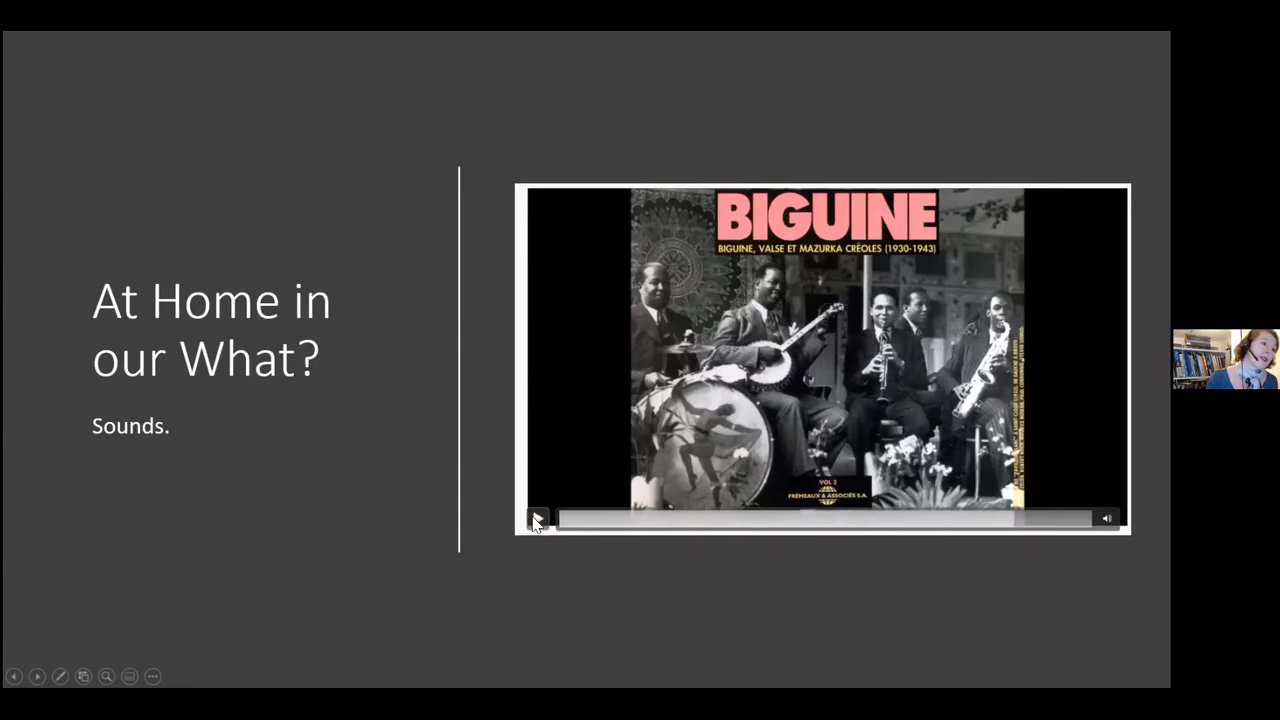 At Home in
our What?
Sounds.
BIGUINE
BIGUINE, VALSE ET MAZURKA CRÉOLES (1930-1943)
VOL 2
FRÉMEAUX & ASSOCIÉS S.A.